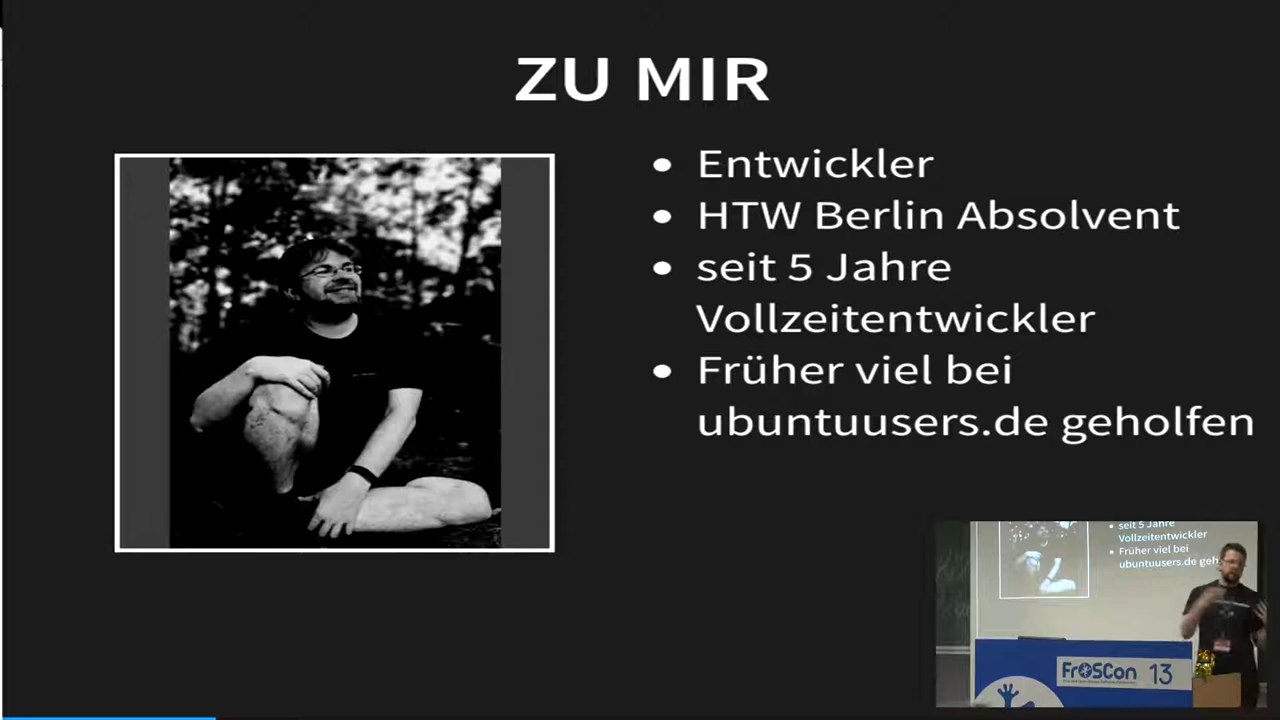 ZU MIR
Entwickler
HTW Berlin Absolvent
seit 5 Jahre
Vollzeitentwickler
Früher viel bei
ubuntuusers.de geholfen
seit 5 Jahre
Vollzeitentwickler
Früher viel bei
ubuntuusers.de geh
FrOSCon 13